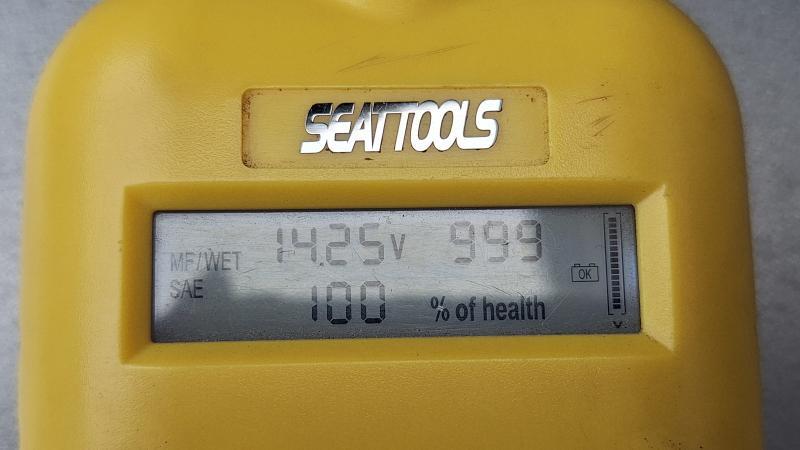 SEATTOOLS
MF/WET 14.25V 999
SAE 100 % of health
OK
V